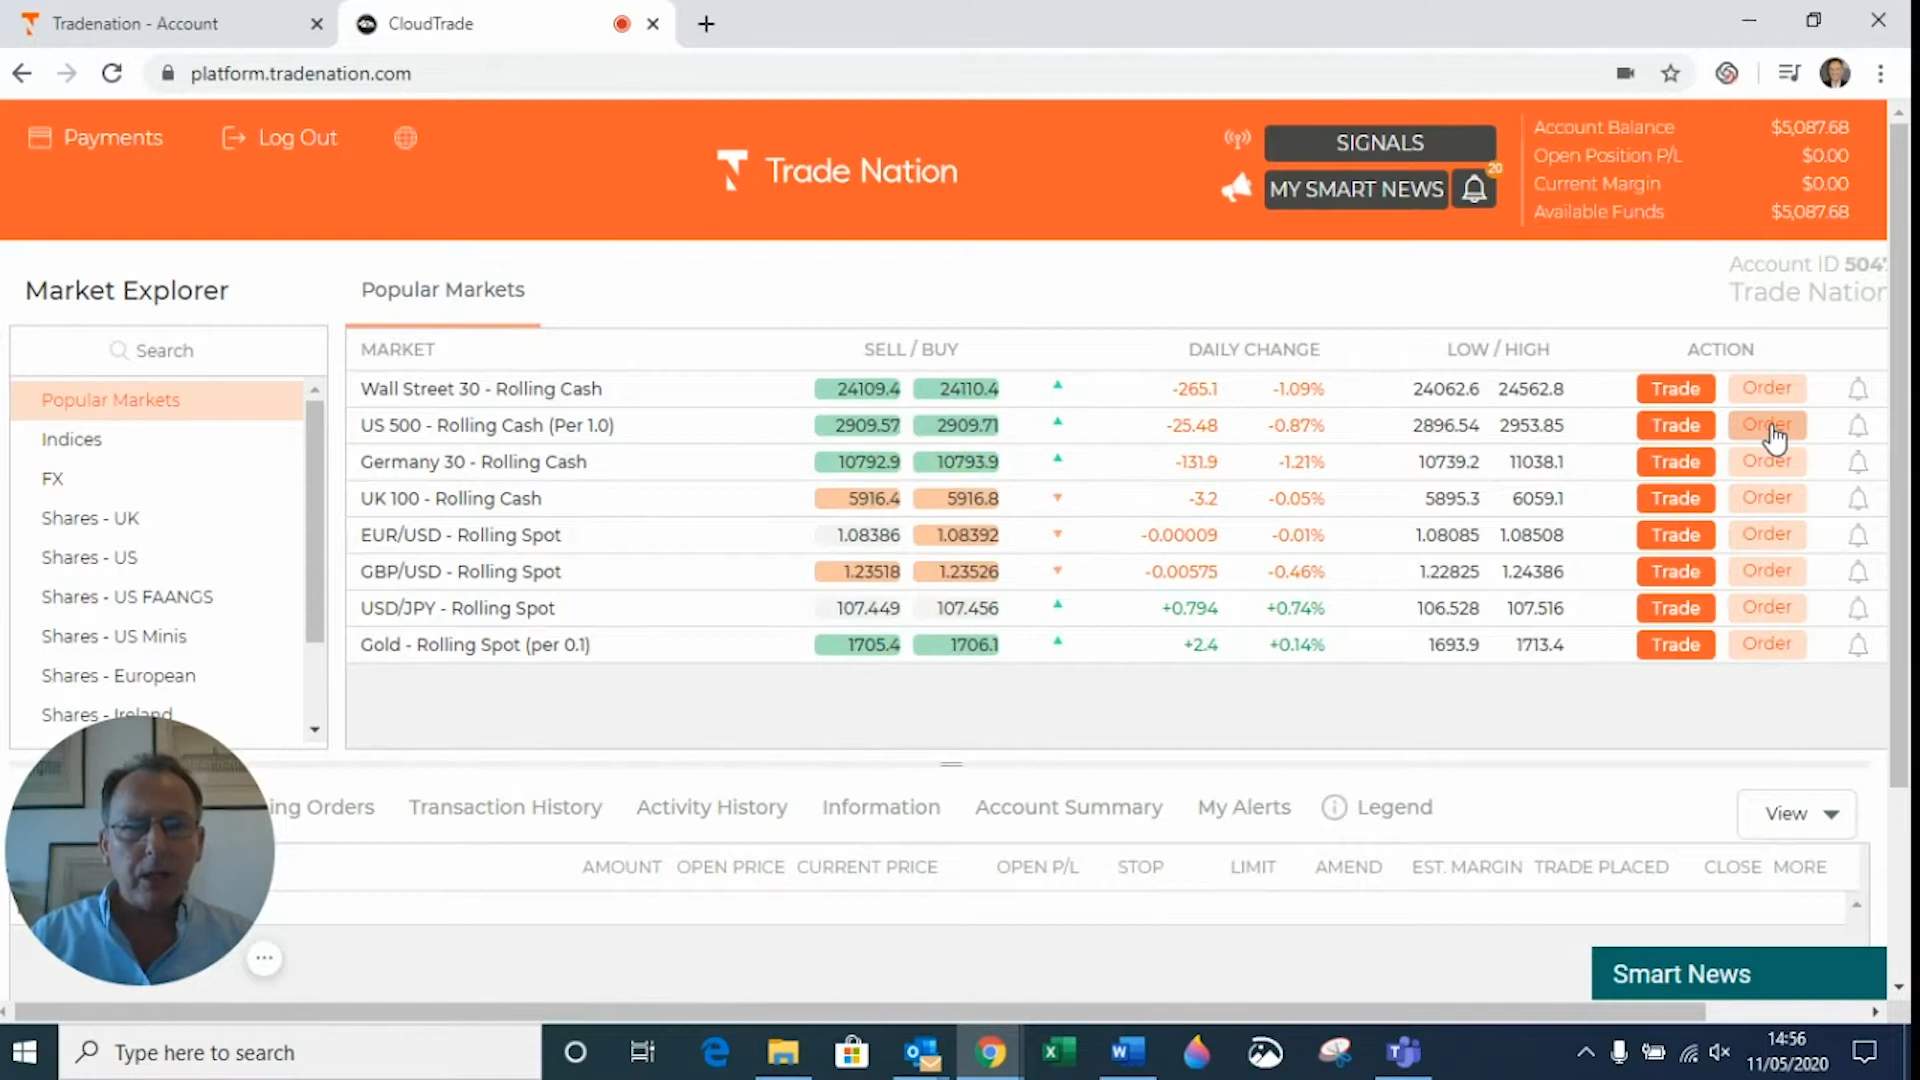 Tradenation - Account
CloudTrade
platform.tradenation.com
Payments
Log Out
Trade Nation
SIGNALS
MY SMART NEWS
20
Account Balance $5,087.68
Open Position P/L $0.00
Current Margin $0.00
Available Funds $5,087.68
Account ID 504
Trade Nation
Market Explorer
Search
Popular Markets
Indices
FX
Shares - UK
Shares - US
Shares - US FAANGS
Shares - US Minis
Shares - European
Shares - Ireland
Popular Markets
MARKET SELL / BUY DAILY CHANGE LOW / HIGH ACTION
Wall Street 30 - Rolling Cash 24109.4 24110.4 -265.1 -1.09% 24062.6 24562.8 Trade Order
US 500 - Rolling Cash (Per 1.0) 2909.57 2909.71 -25.48 -0.87% 2896.54 2953.85 Trade Order
Germany 30 - Rolling Cash 10792.9 10793.9 -131.9 -1.21% 10739.2 11038.1 Trade Order
UK 100 - Rolling Cash 5916.4 5916.8 -3.2 -0.05% 5895.3 6059.1 Trade Order
EUR/USD - Rolling Spot 1.08386 1.08392 -0.00009 -0.01% 1.08085 1.08508 Trade Order
GBP/USD - Rolling Spot 1.23518 1.23526 -0.00575 -0.46% 1.22825 1.24386 Trade Order
USD/JPY - Rolling Spot 107.449 107.456 +0.794 +0.74% 106.528 107.516 Trade Order
Gold - Rolling Spot (per 0.1) 1705.4 1706.1 +2.4 +0.14% 1693.9 1713.4 Trade Order
ing Orders Transaction History Activity History Information Account Summary My Alerts Legend
View
AMOUNT OPEN PRICE CURRENT PRICE OPEN P/L STOP LIMIT AMEND EST. MARGIN TRADE PLACED CLOSE MORE
Smart News
Type here to search
14:56
11/05/2020